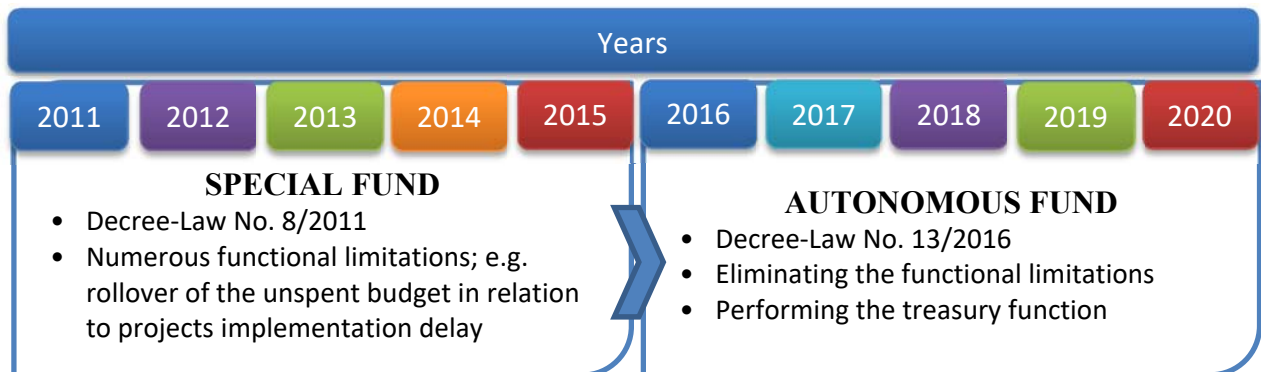 Years
2011 2012 2013 2014 2015 2016 2017 2018 2019 2020
SPECIAL FUND
• Decree-Law No. 8/2011
• Numerous functional limitations; e.g.
rollover of the unspent budget in relation
to projects implementation delay
AUTONOMOUS FUND
• Decree-Law No. 13/2016
• Eliminating the functional limitations
• Performing the treasury function